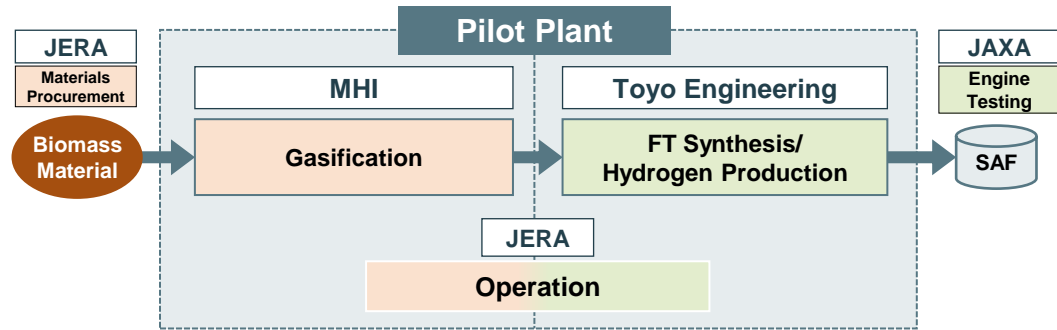 Pilot Plant
JERA
Materials
Procurement
Biomass
Material
MHI
Gasification
Toyo Engineering
FT Synthesis/
Hydrogen Production
JERA
Operation
JAXA
Engine
Testing
SAF